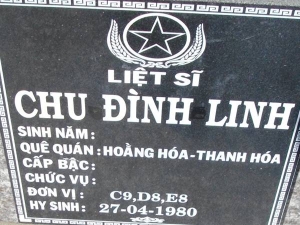 LIỆT SĨ
CHU ĐÌNH LINH
SINH NĂM :
QUÊ QUÁN : HOẰNG HÓA-THANH HÓA
CẤP BẬC :
CHỨC VỤ :
ĐƠN VỊ : C9,D8,E8
HY SINH : 27-04-1980